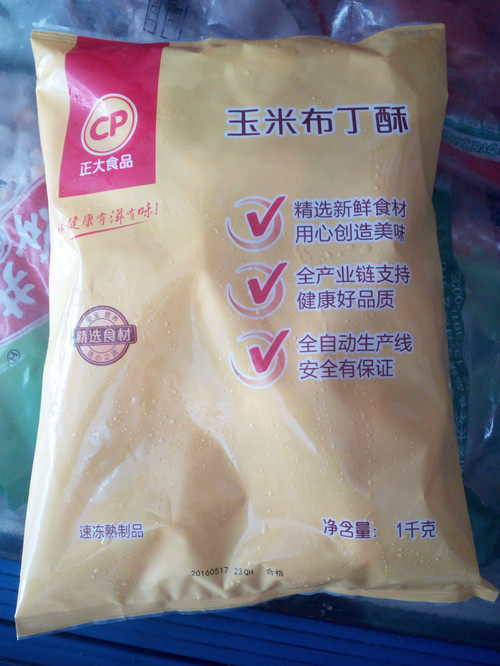 CP
正大食品
玉米布丁酥
健康有滋有味!
精选新鲜食材
用心创造美味
全产业链支持
健康好品质
全自动生产线
安全有保证
精选食材
速冻熟制品
净含量: 1千克
20160517 23QH 合格